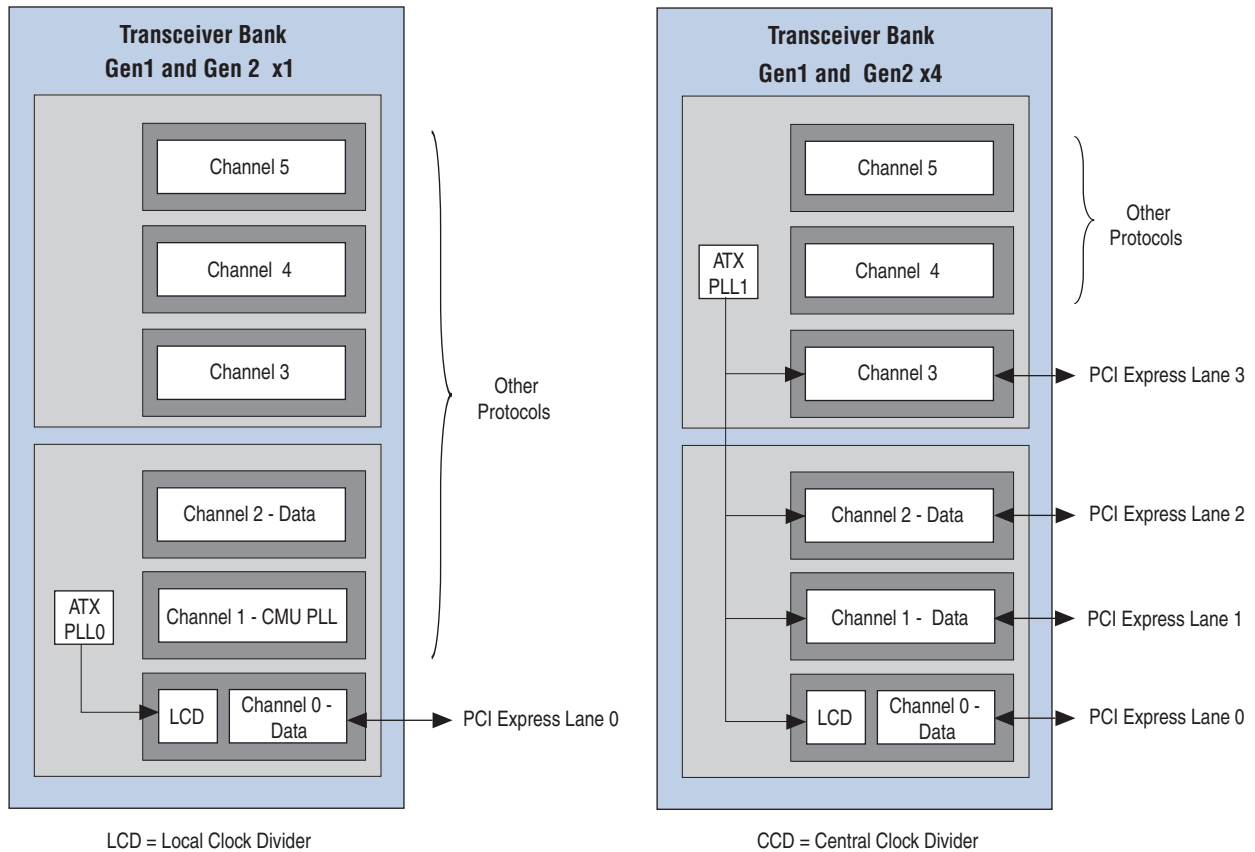 Transceiver Bank
Gen1 and Gen 2 x1
Channel 5
Channel 4
Channel 3
Other
Protocols
Channel 2 - Data
ATX
PLL0
Channel 1 - CMU PLL
LCD
Channel 0 -
Data
PCI Express Lane 0
LCD = Local Clock Divider
Transceiver Bank
Gen1 and Gen2 x4
Channel 5
Other
Protocols
ATX
PLL1
Channel 4
Channel 3
PCI Express Lane 3
Channel 2 - Data
PCI Express Lane 2
Channel 1 - Data
PCI Express Lane 1
LCD
Channel 0 -
Data
PCI Express Lane 0
CCD = Central Clock Divider